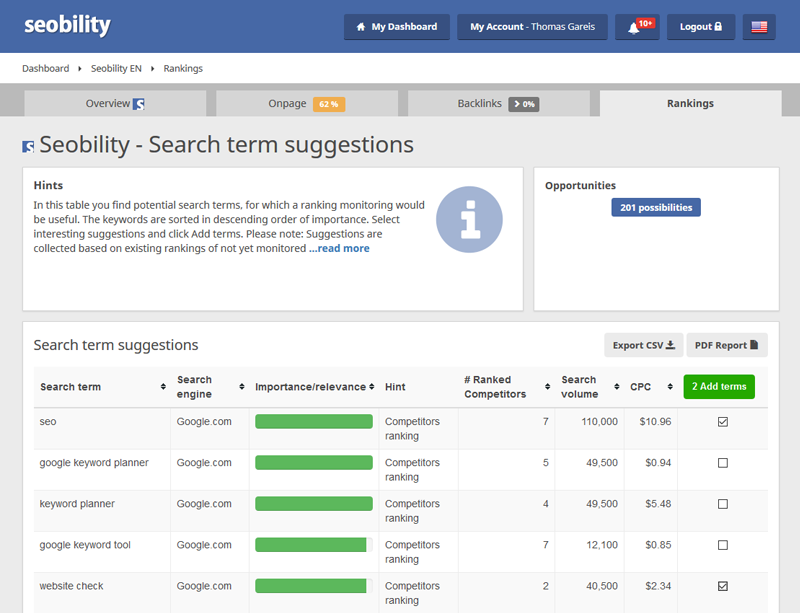 seobility
My Dashboard
My Account - Thomas Gareis
10+
Logout
Dashboard
Seobility EN
Rankings
Overview
Onpage 62 %
Backlinks 0%
Rankings
Seobility - Search term suggestions
Hints
In this table you find potential search terms, for which a ranking monitoring would
be useful. The keywords are sorted in descending order of importance. Select
interesting suggestions and click Add terms. Please note: Suggestions are
collected based on existing rankings of not yet monitored ...read more
Opportunities
201 possibilities
Search term suggestions
Export CSV
PDF Report
Search term
Search
engine
Importance/relevance
Hint
# Ranked
Competitors
Search
volume
CPC
2 Add terms
seo
Google.com
Competitors
ranking
7
110,000
$10.96
google keyword planner
Google.com
Competitors
ranking
5
49,500
$0.94
keyword planner
Google.com
Competitors
ranking
4
49,500
$5.48
google keyword tool
Google.com
Competitors
ranking
7
12,100
$0.85
website check
Google.com
Competitors
ranking
2
40,500
$2.34